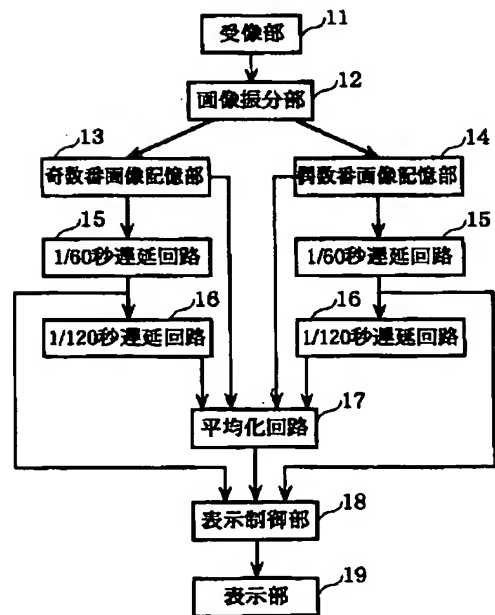 11
受像部
12
画像振分部
13
14
奇数番画像記憶部
偶数番画像記憶部
15
15
1/60秒遅延回路
1/60秒遅延回路
16
16
1/120秒遅延回路
1/120秒遅延回路
17
平均化回路
18
表示制御部
19
表示部